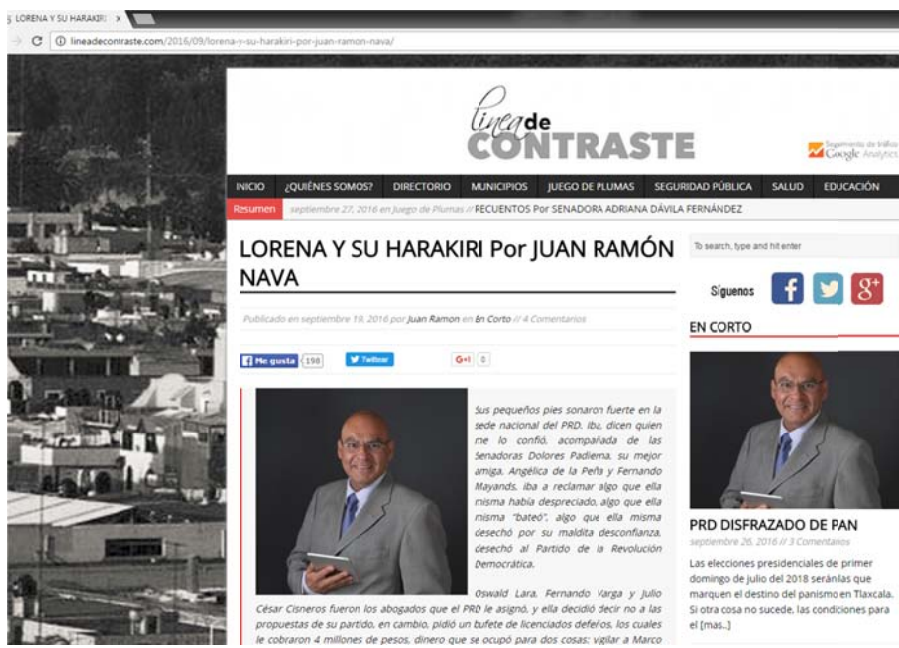 LORENA Y SU HARAKIRI
lineadecontraste.com/2016/09/lorena-y-su-harakiri-por-juan-ramon-nava/
linea de
CONTRASTE
Seguimiento de tráfico
Google Analytics
INICIO ¿QUIÉNES SOMOS? DIRECTORIO MUNICIPIOS JUEGO DE PLUMAS SEGURIDAD PÚBLICA SALUD EDUCACIÓN
Resumen septiembre 27, 2016 en Juego de Plumas // RECUENTOS Por SENADORA ADRIANA DÁVILA FERNÁNDEZ
LORENA Y SU HARAKIRI Por JUAN RAMÓN
NAVA
Publicado en septiembre 19, 2016 por Juan Ramon en En Corto // 4
Comentarios
Me gusta 198 Twittear G+1 0
Sus pequeños pies sonaron fuerte en la
sede nacional del PRD. Iba, dicen quien
me lo confió, acompañada de las
Senadoras Dolores Padierna, su mejor
amiga, Angélica de la Peña y Fernando
Mayands, iba a reclamar algo que ella
misma había despreciado, algo que ella
misma "bateó", algo que ella misma
desechó por su maldita desconfianza,
desechó al Partido de la Revolución
Democrática.
Oswald Lara, Fernando Varga y Julio
César Cisneros fueron los abogados que el PRD le asignó, y ella decidió decir no a las
propuestas de su partido, en cambio, pidió un bufete de licenciados defeños, los cuales
le cobraron 4 millones de pesos, dinero que se ocupó para dos cosas: vigilar a Marco
To search, type and hit enter
Síguenos
EN CORTO
PRD DISFRAZADO DE PAN
septiembre 26, 2016 // 3 Comentarios
Las elecciones presidenciales de primer
domingo de julio del 2018 seránlas que
marquen el destino del panismo en Tlaxcala.
Si otra cosa no sucede, las condiciones para
el [mas..]